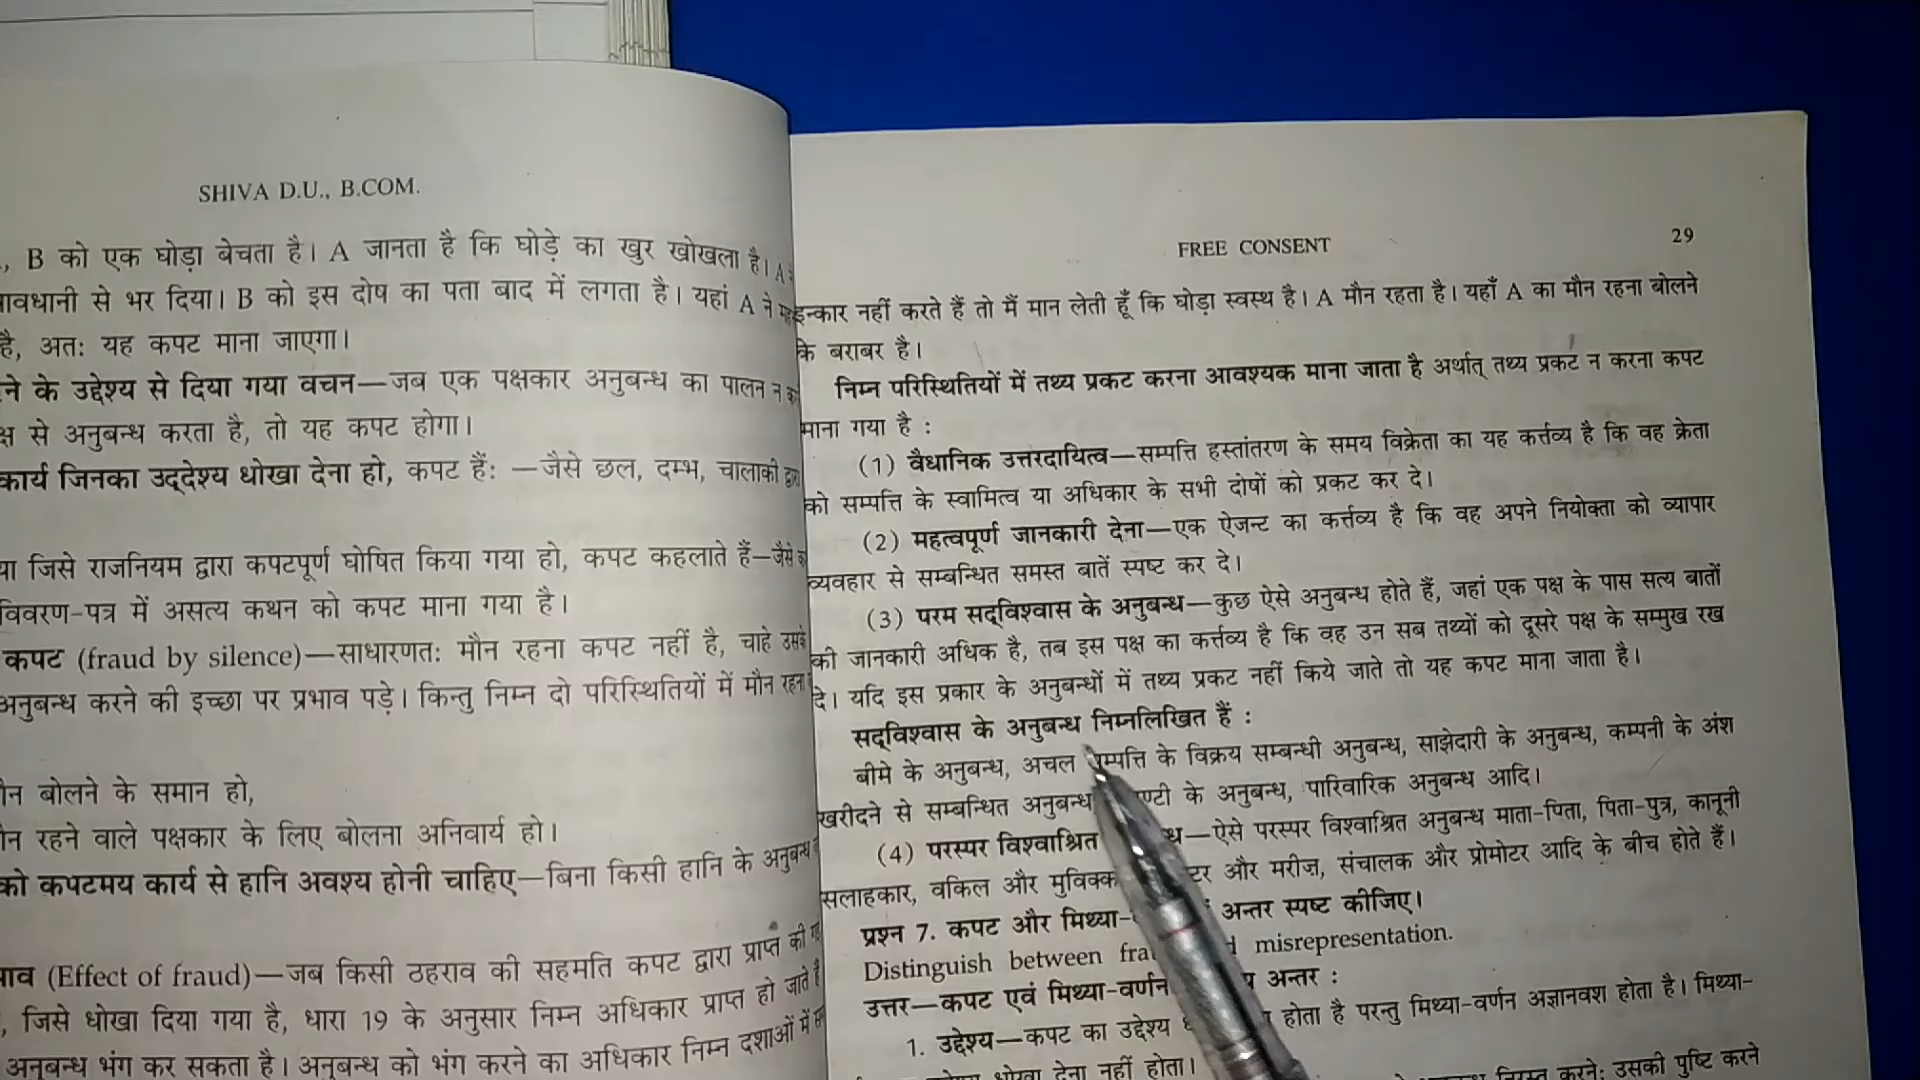 SHIVA D.U., B.COM.
, B को एक घोड़ा बेचता है। A जानता है कि घोड़े का खुर खोखला है। A
ावधानी से भर दिया। B को इस दोष का पता बाद में लगता है। यहां A ने
है, अतः यह कपट माना जाएगा।
ने के उद्देश्य से दिया गया वचन—जब एक पक्षकार अनुबन्ध का पालन न
क्ष से अनुबन्ध करता है, तो यह कपट होगा।
कार्य जिनका उद्देश्य धोखा देना हो, कपट हैं: —जैसे छल, दम्भ, चालाकी द्वारा
या जिसे राजनियम द्वारा कपटपूर्ण घोषित किया गया हो, कपट कहलाते हैं—जैसे
विवरण-पत्र में असत्य कथन को कपट माना गया है।
कपट (fraud by silence)—साधारणतः मौन रहना कपट नहीं है, चाहे उसके
अनुबन्ध करने की इच्छा पर प्रभाव पड़े। किन्तु निम्न दो परिस्थितियों में मौन रहना
ौन बोलने के समान हो,
ौन रहने वाले पक्षकार के लिए बोलना अनिवार्य हो।
को कपटमय कार्य से हानि अवश्य होनी चाहिए—बिना किसी हानि के अनुबन्ध
भाव (Effect of fraud)—जब किसी ठहराव की सहमति कपट द्वारा प्राप्त की
, जिसे धोखा दिया गया है, धारा 19 के अनुसार निम्न अधिकार प्राप्त हो जाते है
अनुबन्ध भंग कर सकता है। अनुबन्ध को भंग करने का अधिकार निम्न दशाओं में
FREE CONSENT 29
इन्कार नहीं करते हैं तो मैं मान लेती हूँ कि घोड़ा स्वस्थ है। A मौन रहता है। यहाँ A का मौन रहना बोलने
के बराबर है।
निम्न परिस्थितियों में तथ्य प्रकट करना आवश्यक माना जाता है अर्थात् तथ्य प्रकट न करना कपट
माना गया है :
(1) वैधानिक उत्तरदायित्व—सम्पत्ति हस्तांतरण के समय विक्रेता का यह कर्त्तव्य है कि वह क्रेता
को सम्पत्ति के स्वामित्व या अधिकार के सभी दोषों को प्रकट कर दे।
(2) महत्वपूर्ण जानकारी देना—एक ऐजन्ट का कर्त्तव्य है कि वह अपने नियोक्ता को व्यापार
व्यवहार से सम्बन्धित समस्त बातें स्पष्ट कर दे।
(3) परम सद्विश्वास के अनुबन्ध—कुछ ऐसे अनुबन्ध होते हैं, जहां एक पक्ष के पास सत्य बातों
की जानकारी अधिक है, तब इस पक्ष का कर्त्तव्य है कि वह उन सब तथ्यों को दूसरे पक्ष के सम्मुख रख
दे। यदि इस प्रकार के अनुबन्धों में तथ्य प्रकट नहीं किये जाते तो यह कपट माना जाता है।
सद्विश्वास के अनुबन्ध निम्नलिखित हैं :
बीमे के अनुबन्ध, अचल म्पत्ति के विक्रय सम्बन्धी अनुबन्ध, साझेदारी के अनुबन्ध, कम्पनी के अंश
खरीदने से सम्बन्धित अनुबन्ध ण्टी के अनुबन्ध, पारिवारिक अनुबन्ध आदि।
(4) परस्पर विश्वाश्रित ध—ऐसे परस्पर विश्वाश्रित अनुबन्ध माता-पिता, पिता-पुत्र, कानूनी
सलाहकार, वकिल और मुविक्क टर और मरीज, संचालक और प्रोमोटर आदि के बीच होते हैं।
प्रश्न 7. कपट और मिथ्या- अन्तर स्पष्ट कीजिए।
Distinguish between fra d misrepresentation.
उत्तर—कपट एवं मिथ्या-वर्णन अन्तर :
1. उद्देश्य—कपट का उद्देश्य होता है परन्तु मिथ्या-वर्णन अज्ञानवश होता है। मिथ्या-
धोखा देना नहीं होता।
निरस्त करने; उसकी पुष्टि करने